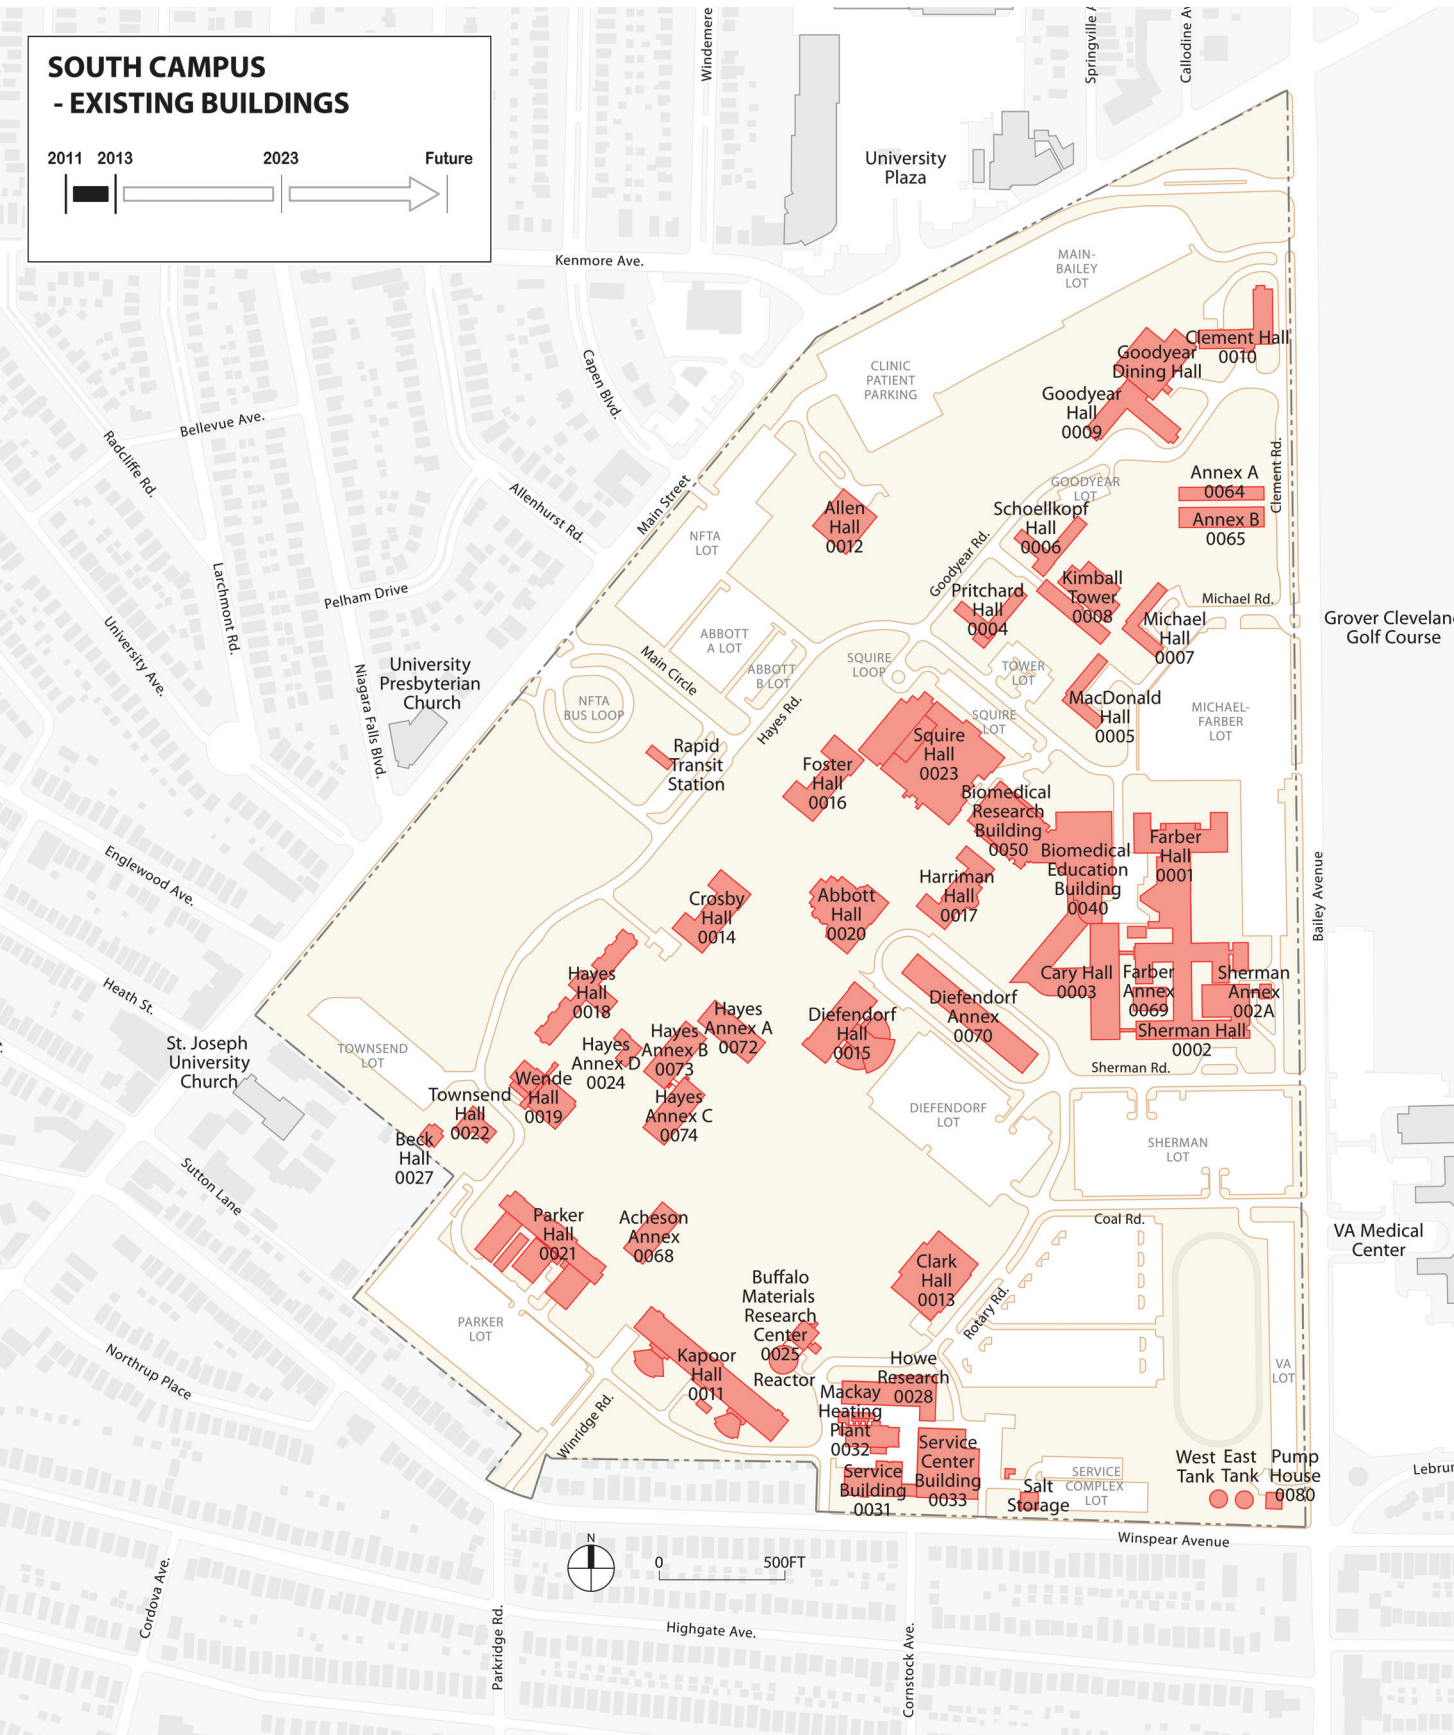 SOUTH CAMPUS
- EXISTING BUILDINGS
2011
2013
2023
Future
Windemere
Springville A
Callodine Av
University
Plaza
Kenmore Ave.
MAIN-
BAILEY
LOT
Capen Blvd.
CLINIC
PATIENT
PARKING
Clement Hall
0010
Goodyear
Dining Hall
Goodyear
Hall
0009
Bellevue Ave.
Radcliffe Rd.
Allenhurst Rd.
Main Street
Clement Rd.
Annex A
0064
Annex B
0065
GOODYEAR
LOT
Schoellkopf
Hall
0006
Allen
Hall
0012
NFTA
LOT
Goodyear Rd.
Kimball
Tower
0008
Pritchard
Hall
0004
Michael Rd.
Michael
Hall
0007
Grover Clevelan
Golf Course
Larchmont Rd.
Pelham Drive
University Ave.
Niagara Falls Blvd.
University
Presbyterian
Church
ABBOTT
A LOT
ABBOTT
B LOT
Main Circle
SQUIRE
LOOP
TOWER
LOT
NFTA
BUS LOOP
Hayes Rd.
SQUIRE
LOT
MacDonald
Hall
0005
MICHAEL-
FARBER
LOT
Rapid
Transit
Station
Squire
Hall
0023
Foster
Hall
0016
Biomedical
Research
Building
0050
Biomedical
Education
Building
0040
Farber
Hall
0001
Englewood Ave.
Harriman
Hall
0017
Abbott
Hall
0020
Crosby
Hall
0014
Bailey Avenue
Heath St.
Hayes
Hall
0018
Cary Hall
0003
Farber
Annex
0069
Sherman
Annex
002A
Diefendorf
Annex
0070
Diefendorf
Hall
0015
Hayes
Annex A
0072
Hayes
Annex B
0073
Hayes
Annex D
0024
Sherman Hall
0002
Sherman Rd.
St. Joseph
University
Church
TOWNSEND
LOT
Wende
Hall
0019
Hayes
Annex C
0074
Townsend
Hall
0022
Beck
Hall
0027
DIEFENDORF
LOT
SHERMAN
LOT
Sutton Lane
Parker
Hall
0021
Acheson
Annex
0068
Coal Rd.
VA Medical
Center
Clark
Hall
0013
Buffalo
Materials
Research
Center
0025
Reactor
Rotary Rd.
PARKER
LOT
Northrup Place
Kapoor
Hall
0011
Howe
Research
0028
VA
LOT
Mackay
Heating
Plant
0032
Winridge Rd.
Service
Center
Building
0033
Service
Building
0031
Salt
Storage
SERVICE
COMPLEX
LOT
West
Tank
East
Tank
Pump
House
0080
Lebrun
Winspear Avenue
N
0
500FT
Cordova Ave.
Parkridge Rd.
Highgate Ave.
Cornstock Ave.